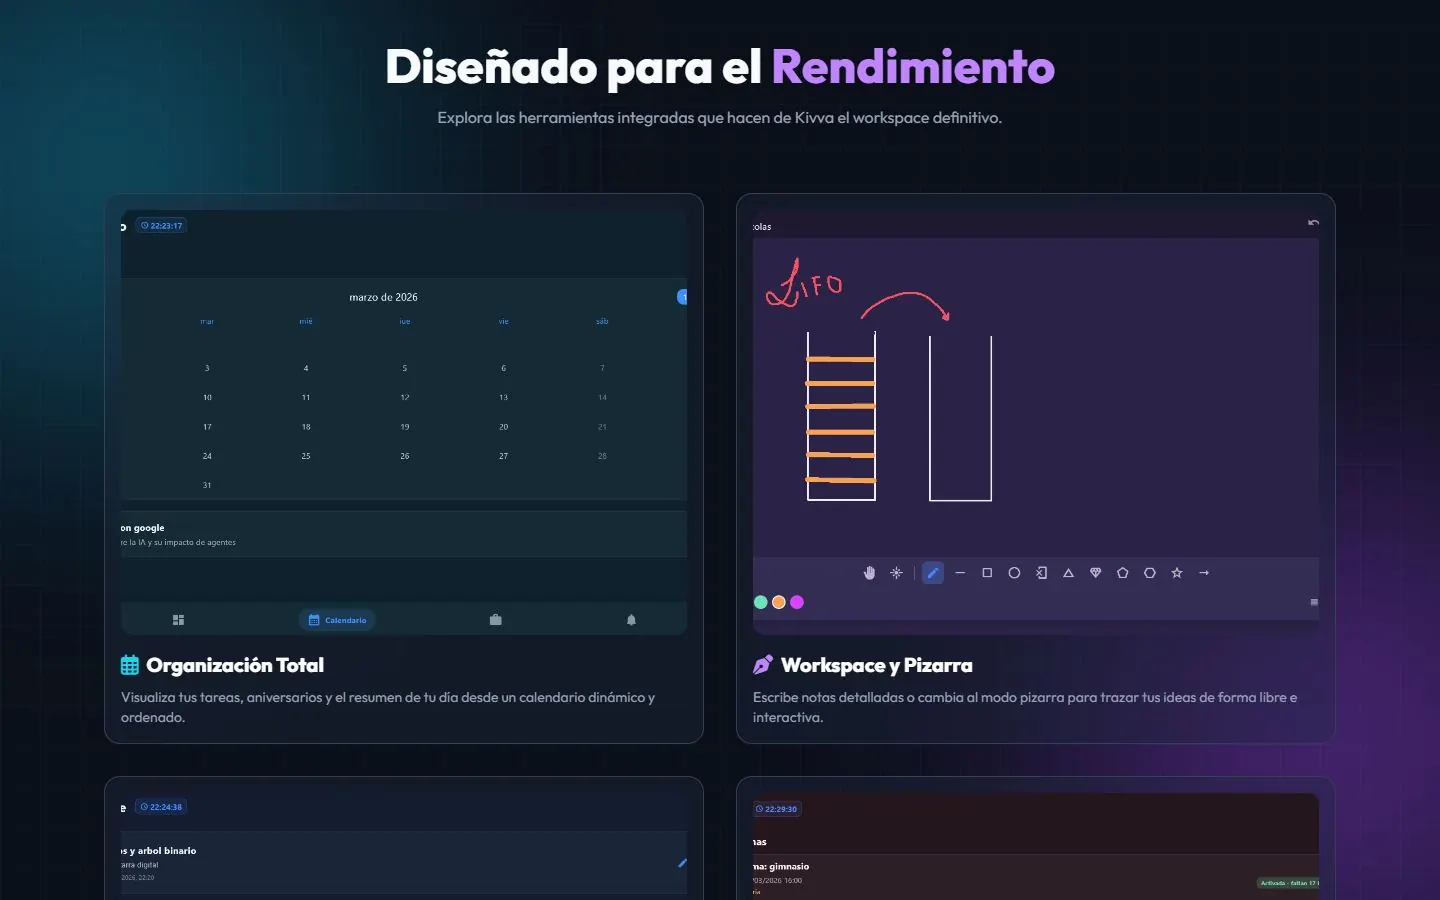 Diseñado para el Rendimiento
Explora las herramientas integradas que hacen de Kivva el workspace definitivo.
o 22:23:17
marzo de 2026
1
mar mié jue vie sáb
3 4 5 6 7
10 11 12 13 14
17 18 19 20 21
24 25 26 27 28
31
on google
re la IA y su impacto de agentes
Calendario
Organización Total
Visualiza tus tareas, aniversarios y el resumen de tu día desde un calendario dinámico y
ordenado.
colas
LIFO
Workspace y Pizarra
Escribe notas detalladas o cambia al modo pizarra para trazar tus ideas de forma libre e
interactiva.
e 22:24:38
os y arbol binario
zarra digital
2026, 22:20
22:29:30
nas
ma: gimnasio
/03/2026 16:00
ria
Activada - faltan 17